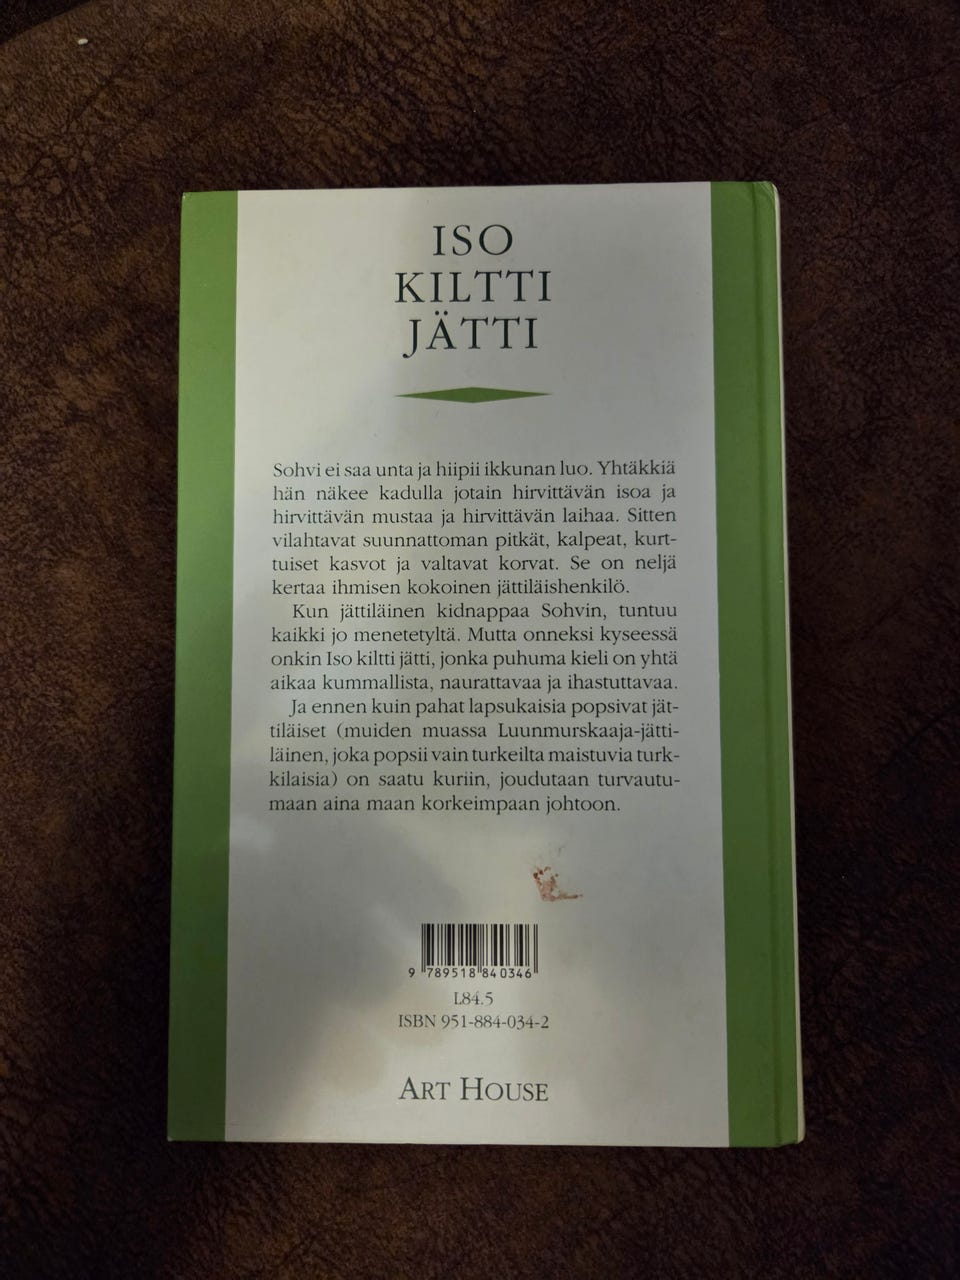 ISO
KILTTI
JÄTTI
Sohvi ei saa unta ja hiipii ikkunan luo. Yhtäkkiä
hän näkee kadulla jotain hirvittävän isoa ja
hirvittävän mustaa ja hirvittävän laihaa. Sitten
vilahtavat suunnattoman pitkät, kalpeat, kurt-
tuiset kasvot ja valtavat korvat. Se on neljä
kertaa ihmisen kokoinen jättiläishenkilö.
Kun jättiläinen kidnappaa Sohvin, tuntuu
kaikki jo menetetyltä. Mutta onneksi kyseessä
onkin Iso kiltti jätti, jonka puhuma kieli on yhtä
aikaa kummallista, naurattavaa ja ihastuttavaa.
Ja ennen kuin pahat lapsukaisia popsivat jät-
tiläiset (muiden muassa Luunmurskaaja-jätti-
läinen, joka popsii vain turkeilta maistuvia turk-
kilaisia) on saatu kuriin, joudutaan turvautu-
maan aina maan korkeimpaan johtoon.
9 789518 840346
L84.5
ISBN 951-884-034-2
ART HOUSE